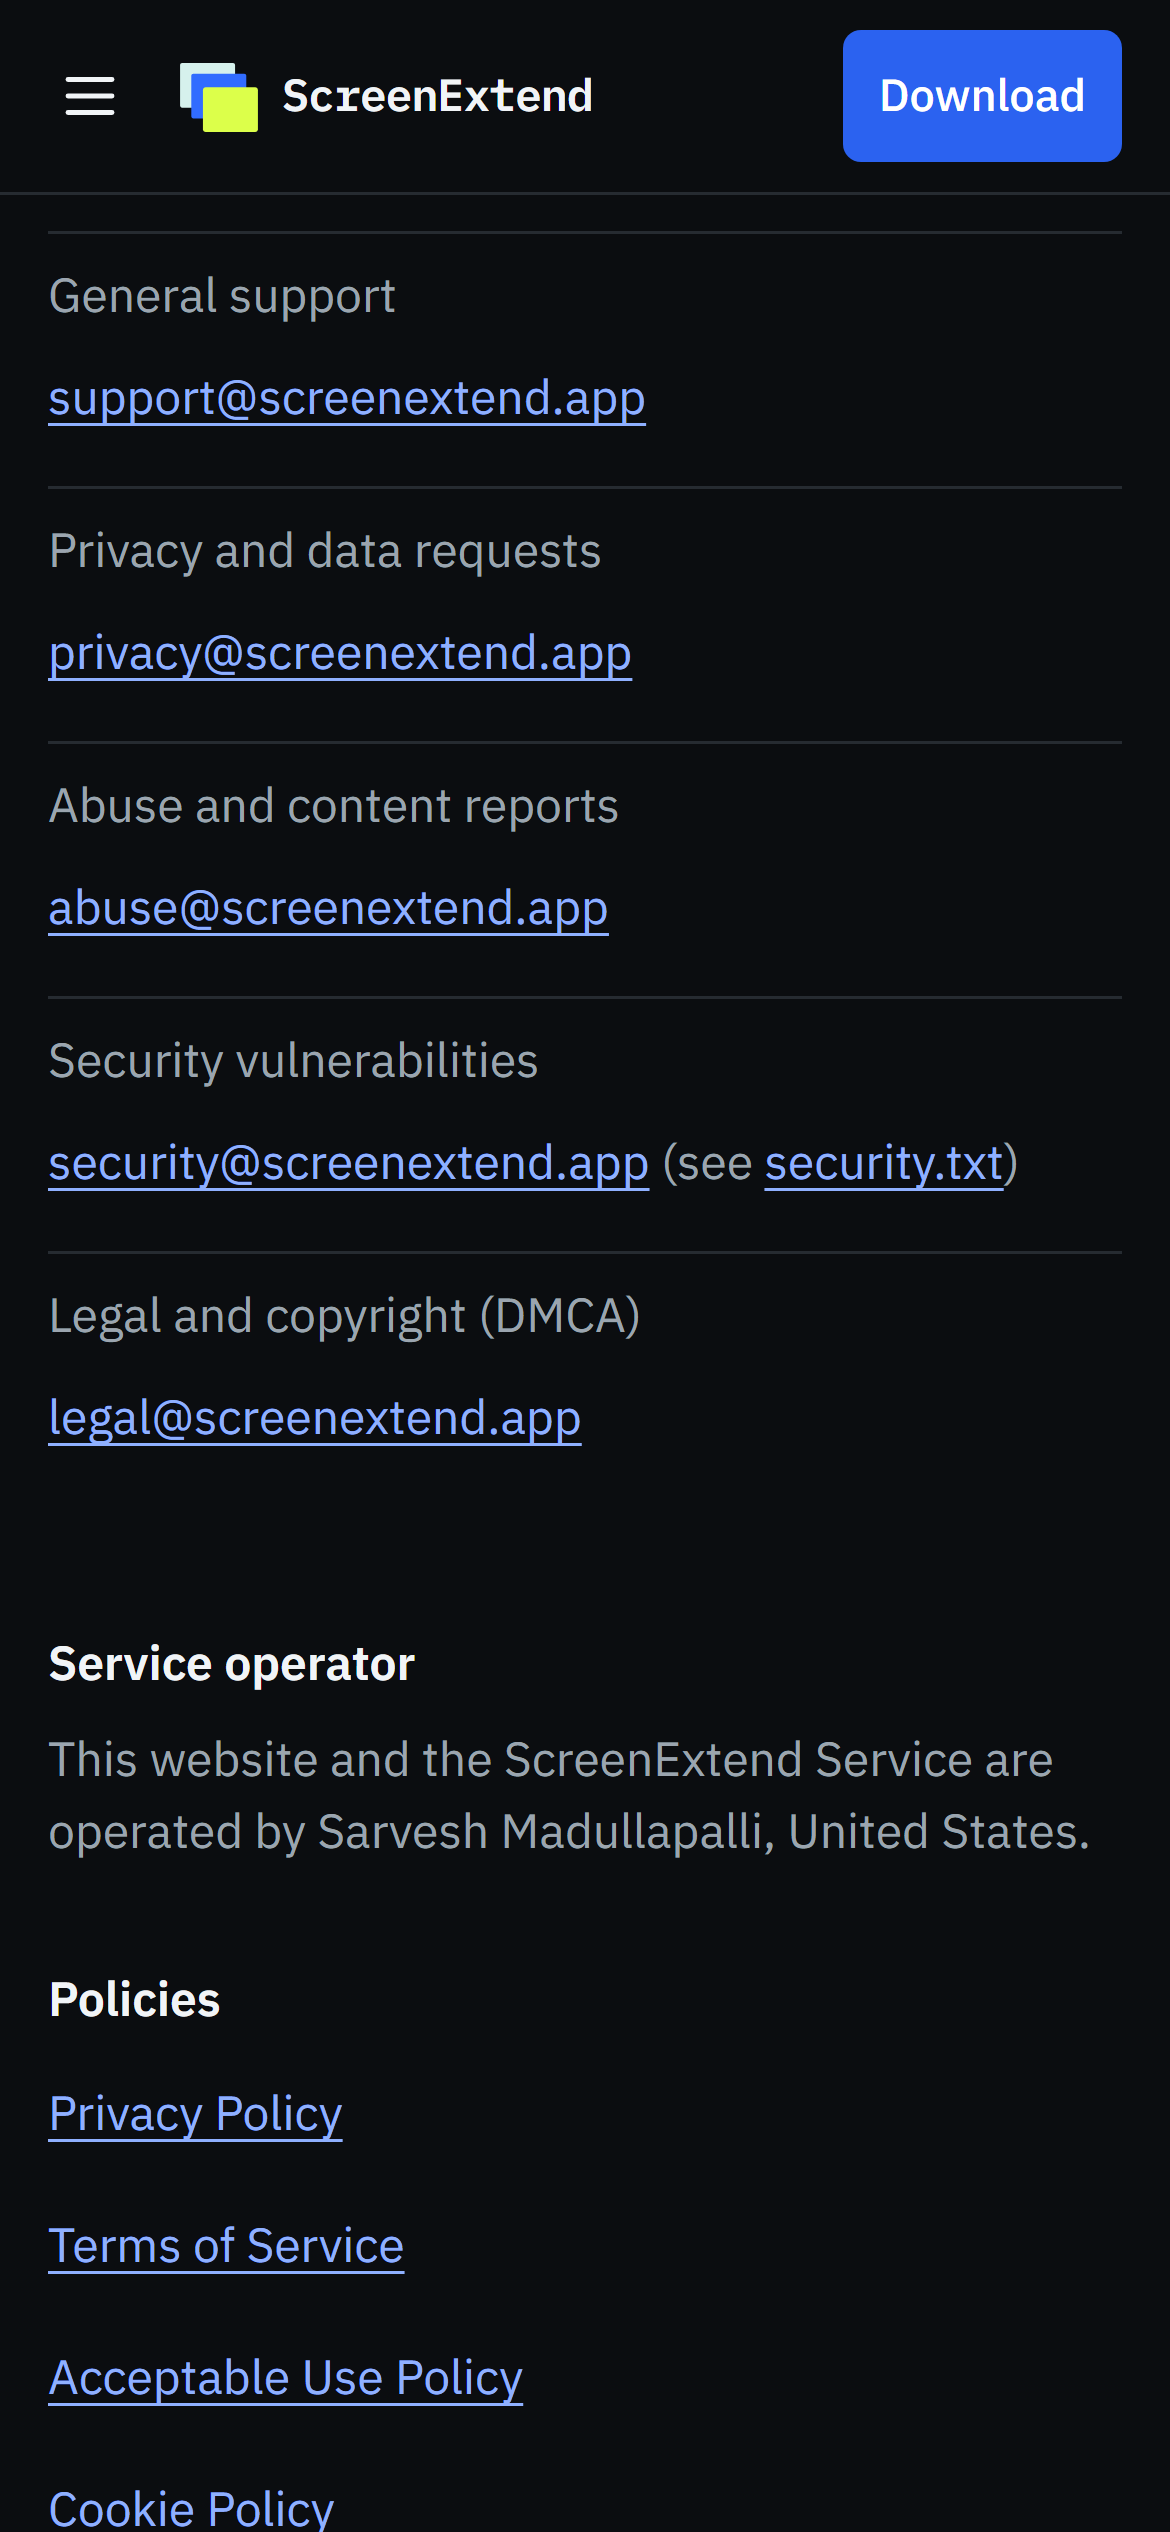 ScreenExtend
Download
General support
support@screenextend.app
Privacy and data requests
privacy@screenextend.app
Abuse and content reports
abuse@screenextend.app
Security vulnerabilities
security@screenextend.app (see security.txt)
Legal and copyright (DMCA)
legal@screenextend.app
Service operator
This website and the ScreenExtend Service are
operated by Sarvesh Madullapalli, United States.
Policies
Privacy Policy
Terms of Service
Acceptable Use Policy
Cookie Policy